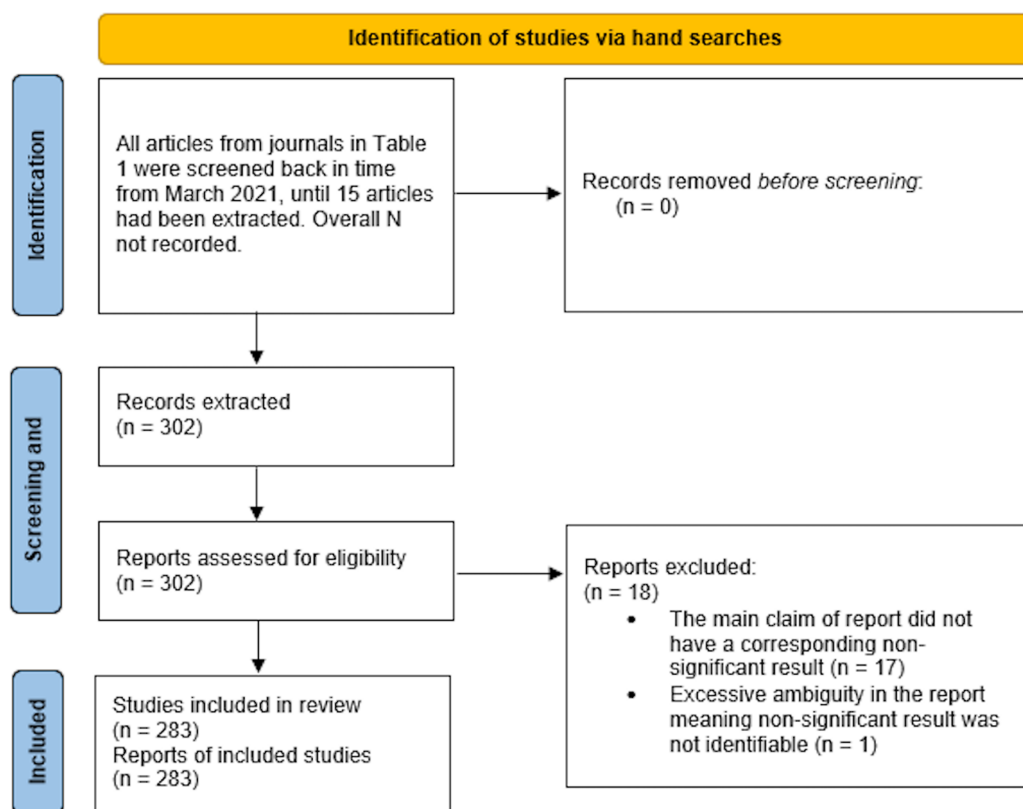 Identification of studies via hand searches
Identification
All articles from journals in Table
1 were screened back in time
from March 2021, until 15 articles
had been extracted. Overall N
not recorded.
Records removed before screening:
(n = 0)
Screening and
Records extracted
(n = 302)
Reports assessed for eligibility
(n = 302)
Reports excluded:
(n = 18)
• The main claim of report did not
have a corresponding non-
significant result (n = 17)
• Excessive ambiguity in the report
meaning non-significant result was
not identifiable (n = 1)
Included
Studies included in review
(n = 283)
Reports of included studies
(n = 283)